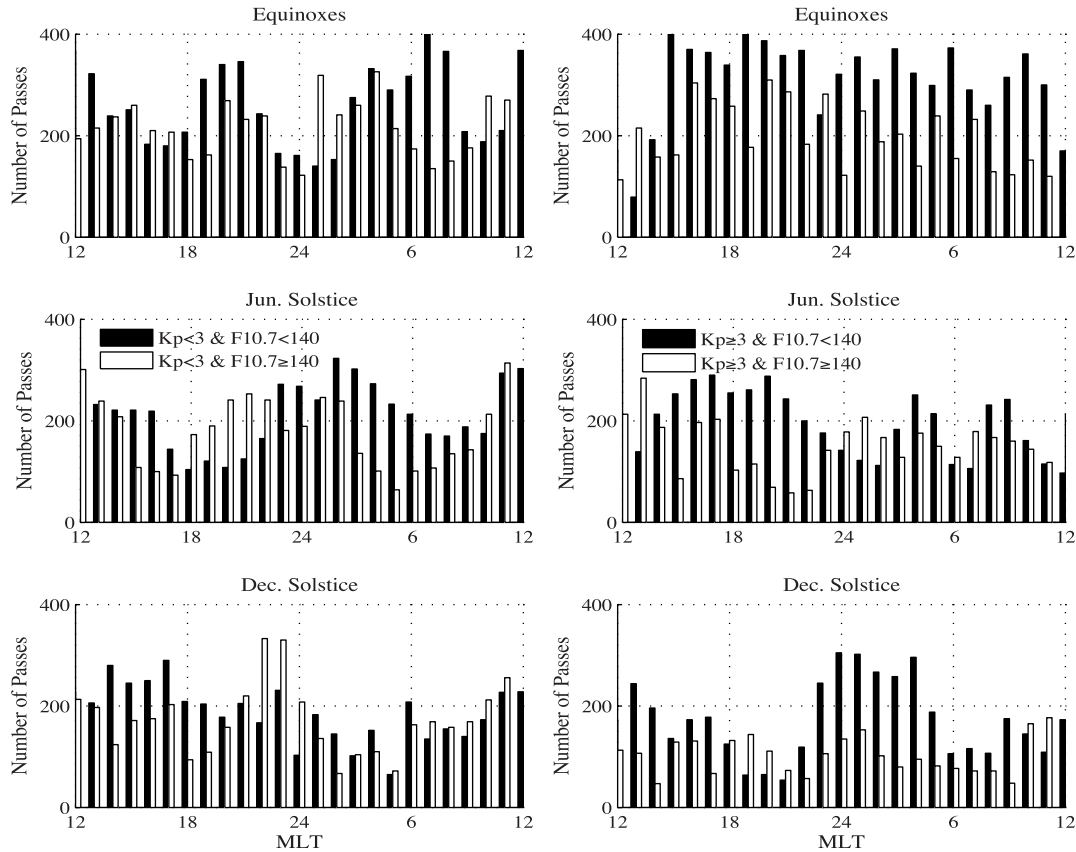 Equinoxes
Number of Passes
400
200
0
12 18 24 6 12
Equinoxes
Number of Passes
400
200
0
12 18 24 6 12
Jun. Solstice
Number of Passes
400
200
0
Kp<3 & F10.7<140
Kp<3 & F10.7≥140
12 18 24 6 12
Jun. Solstice
Number of Passes
400
200
0
Kp≥3 & F10.7<140
Kp≥3 & F10.7≥140
12 18 24 6 12
Dec. Solstice
Number of Passes
400
200
0
12 18 24 6 12
MLT
Dec. Solstice
Number of Passes
400
200
0
12 18 24 6 12
MLT